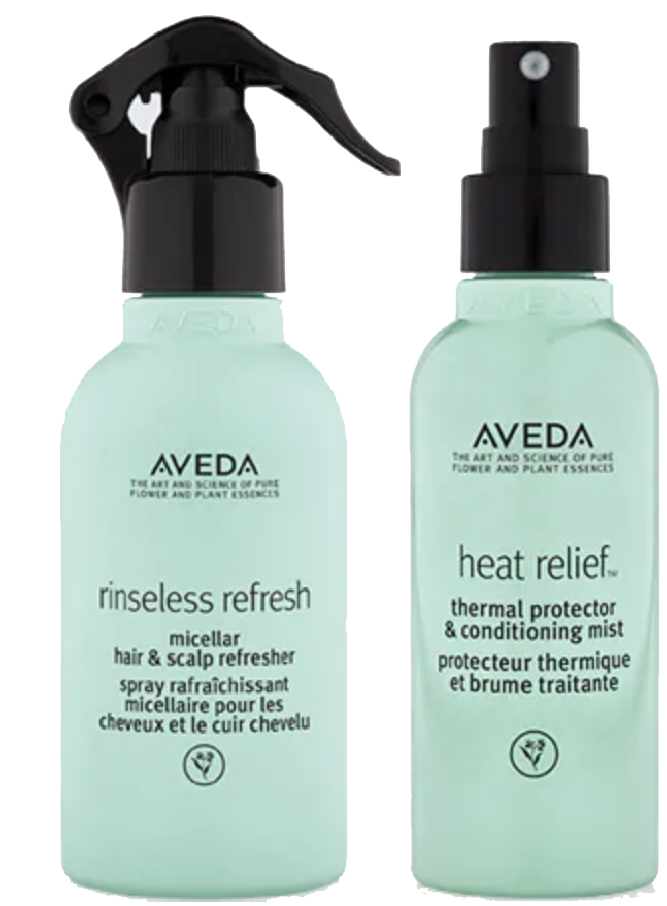 AVEDA
AVEDA
THE ART AND SCIENCE OF PURE
FLOWER AND PLANT ESSENCES
rinseless refresh
micellar
hair & scalp refresher
spray rafraîchissant
micellaire pour les
cheveux et le cuir chevelu
AVEDA
AVEDA
THE ART AND SCIENCE OF PURE
FLOWER AND PLANT ESSENCES
heat relief™
thermal protector
& conditioning mist
protecteur thermique
et brume traitante